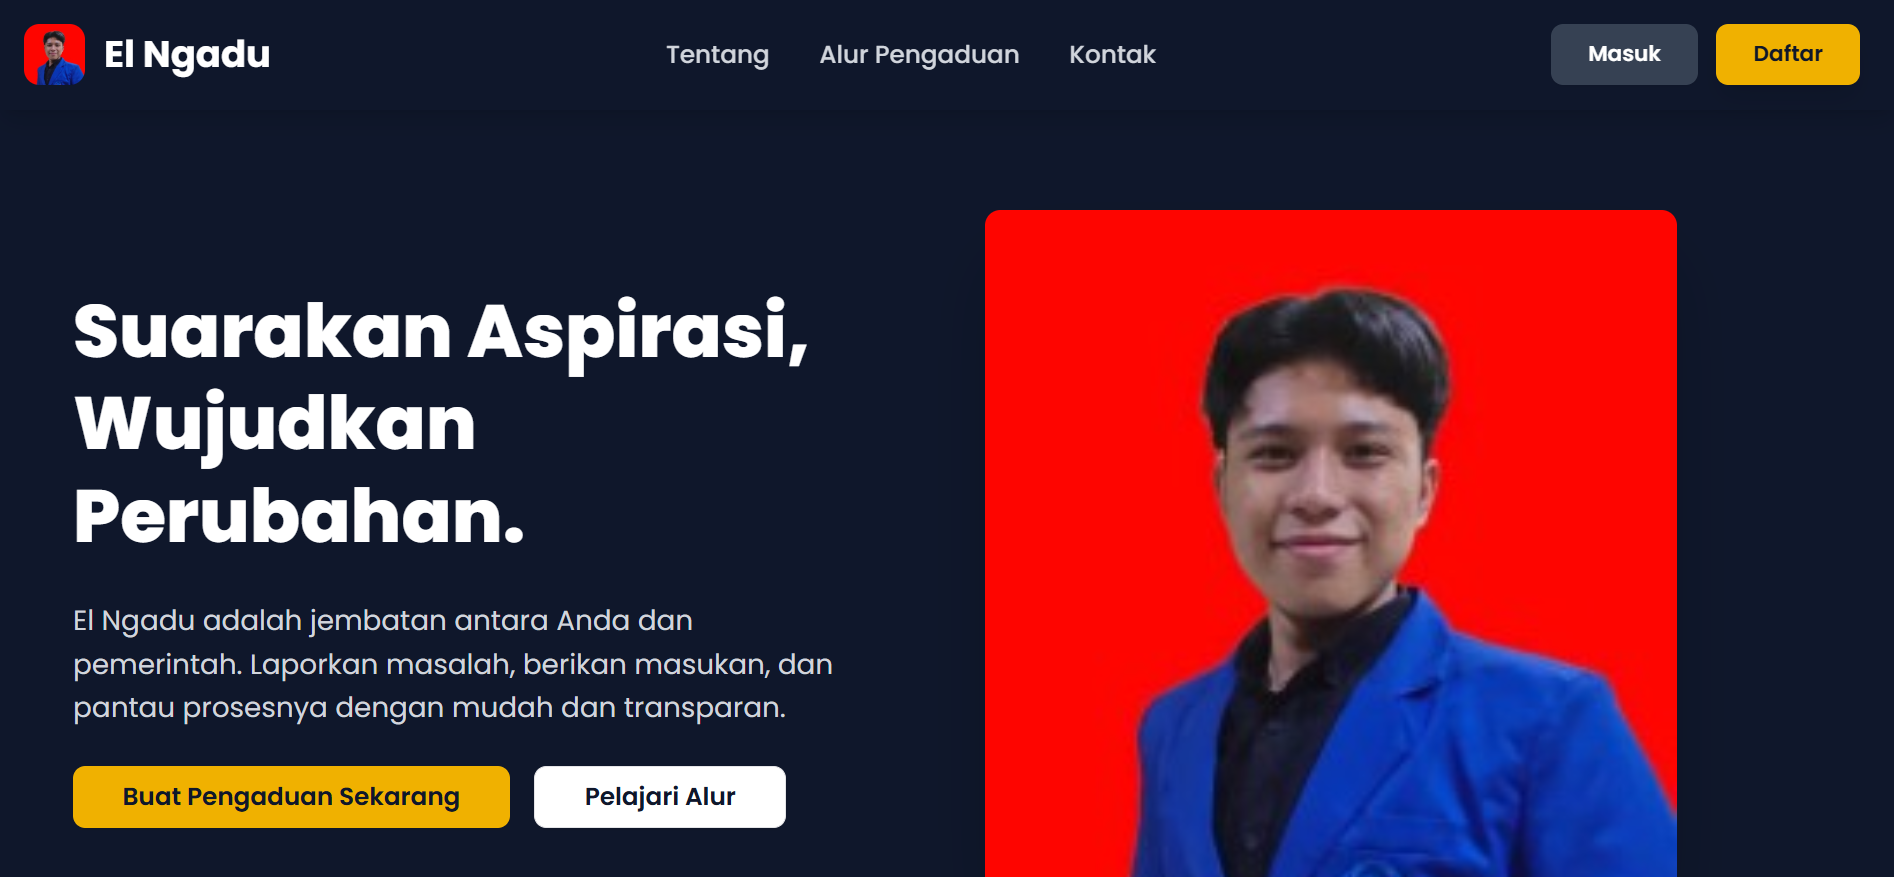 El Ngadu
Tentang
Alur Pengaduan
Kontak
Masuk
Daftar
Suarakan Aspirasi,
Wujudkan
Perubahan.
El Ngadu adalah jembatan antara Anda dan
pemerintah. Laporkan masalah, berikan masukan, dan
pantau prosesnya dengan mudah dan transparan.
Buat Pengaduan Sekarang
Pelajari Alur